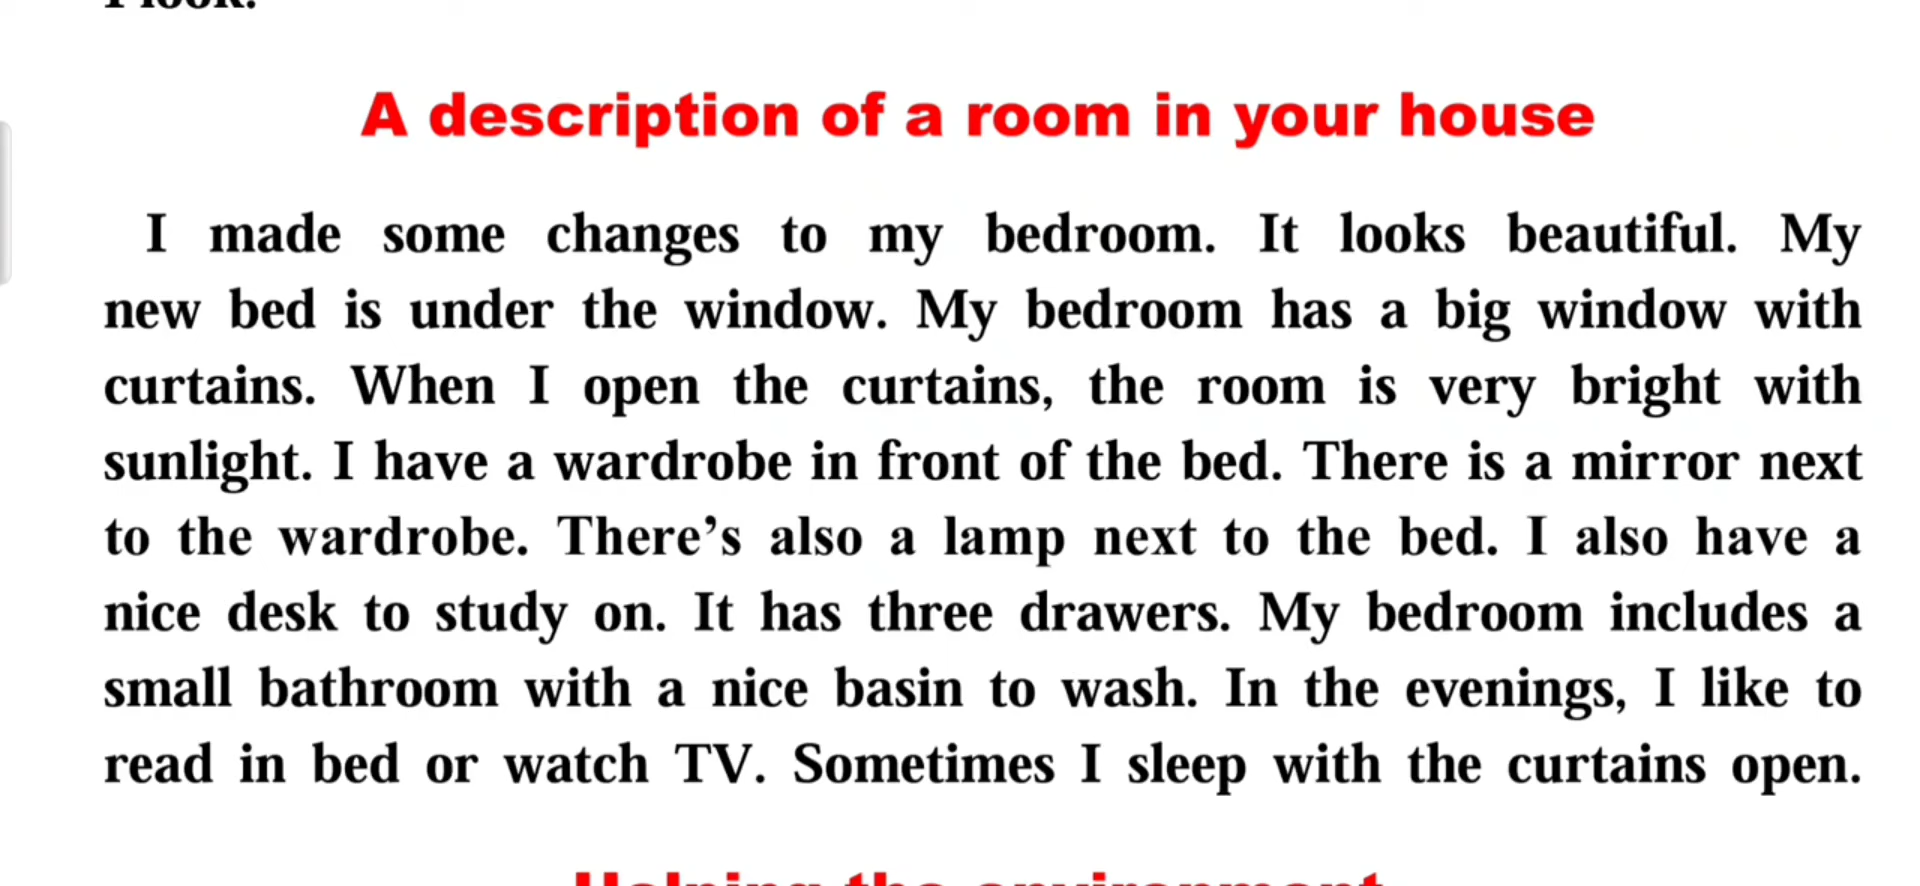 A description of a room in your house
I made some changes to my bedroom. It looks beautiful. My
new bed is under the window. My bedroom has a big window with
curtains. When I open the curtains, the room is very bright with
sunlight. I have a wardrobe in front of the bed. There is a mirror next
to the wardrobe. There’s also a lamp next to the bed. I also have a
nice desk to study on. It has three drawers. My bedroom includes a
small bathroom with a nice basin to wash. In the evenings, I like to
read in bed or watch TV. Sometimes I sleep with the curtains open.
Helping the environment